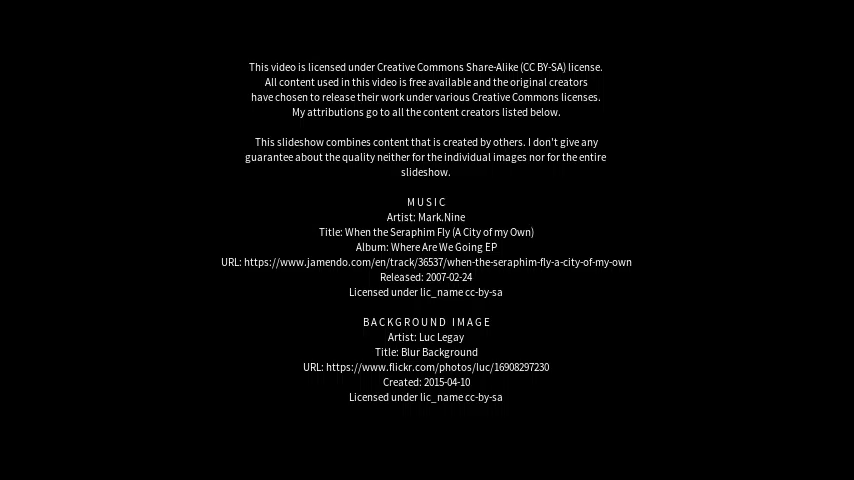 This video is licensed under Creative Commons Share-Alike (CC BY-SA) license.
All content used in this video is free available and the original creators
have chosen to release their work under various Creative Commons licenses.
My attributions go to all the content creators listed below.
This slideshow combines content that is created by others. I don't give any
guarantee about the quality neither for the individual images nor for the entire
slideshow.
MUSIC
Artist: Mark.Nine
Title: When the Seraphim Fly (A City of my Own)
Album: Where Are We Going EP
URL: https://www.jamendo.com/en/track/36537/when-the-seraphim-fly-a-city-of-my-own
Released: 2007-02-24
Licensed under lic_name cc-by-sa
BACKGROUND IMAGE
Artist: Luc Legay
Title: Blur Background
URL: https://www.flickr.com/photos/luc/16908297230
Created: 2015-04-10
Licensed under lic_name cc-by-sa